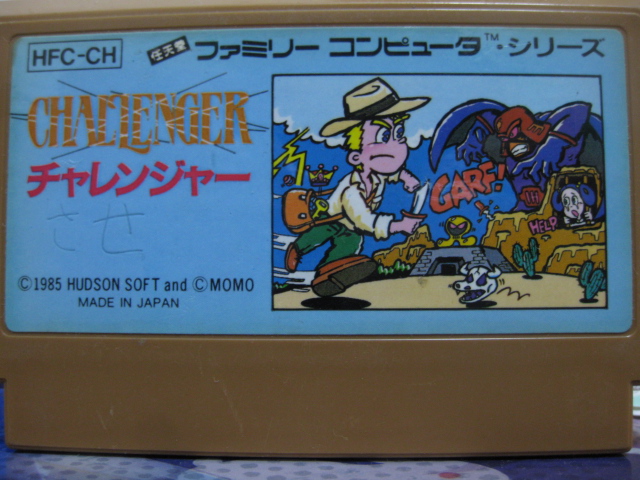 HFC-CH
任天堂 ファミリー コンピュータ™・シリーズ
CHALLENGER
チャレンジャー
させ
©1985 HUDSON SOFT and ©MOMO
MADE IN JAPAN
GARF!
HELP